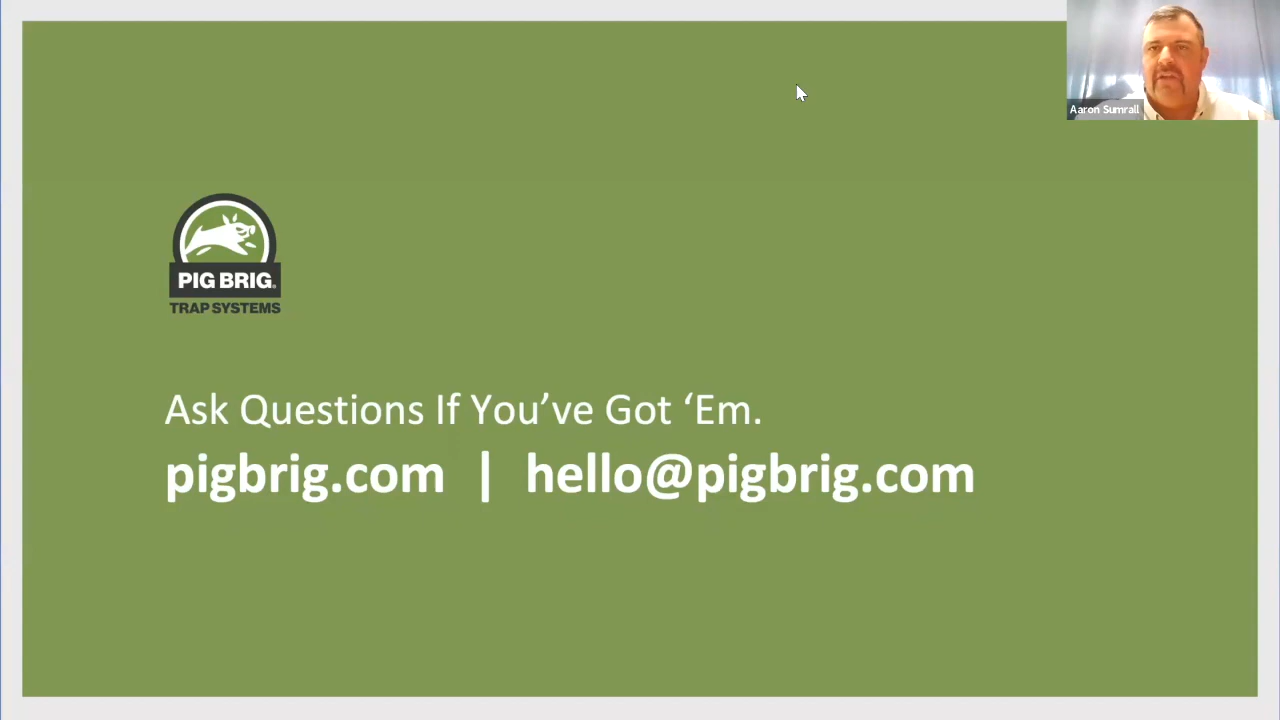 Aaron Sumrall
PIG BRIG®
TRAP SYSTEMS
Ask Questions If You’ve Got ‘Em.
pigbrig.com | hello@pigbrig.com